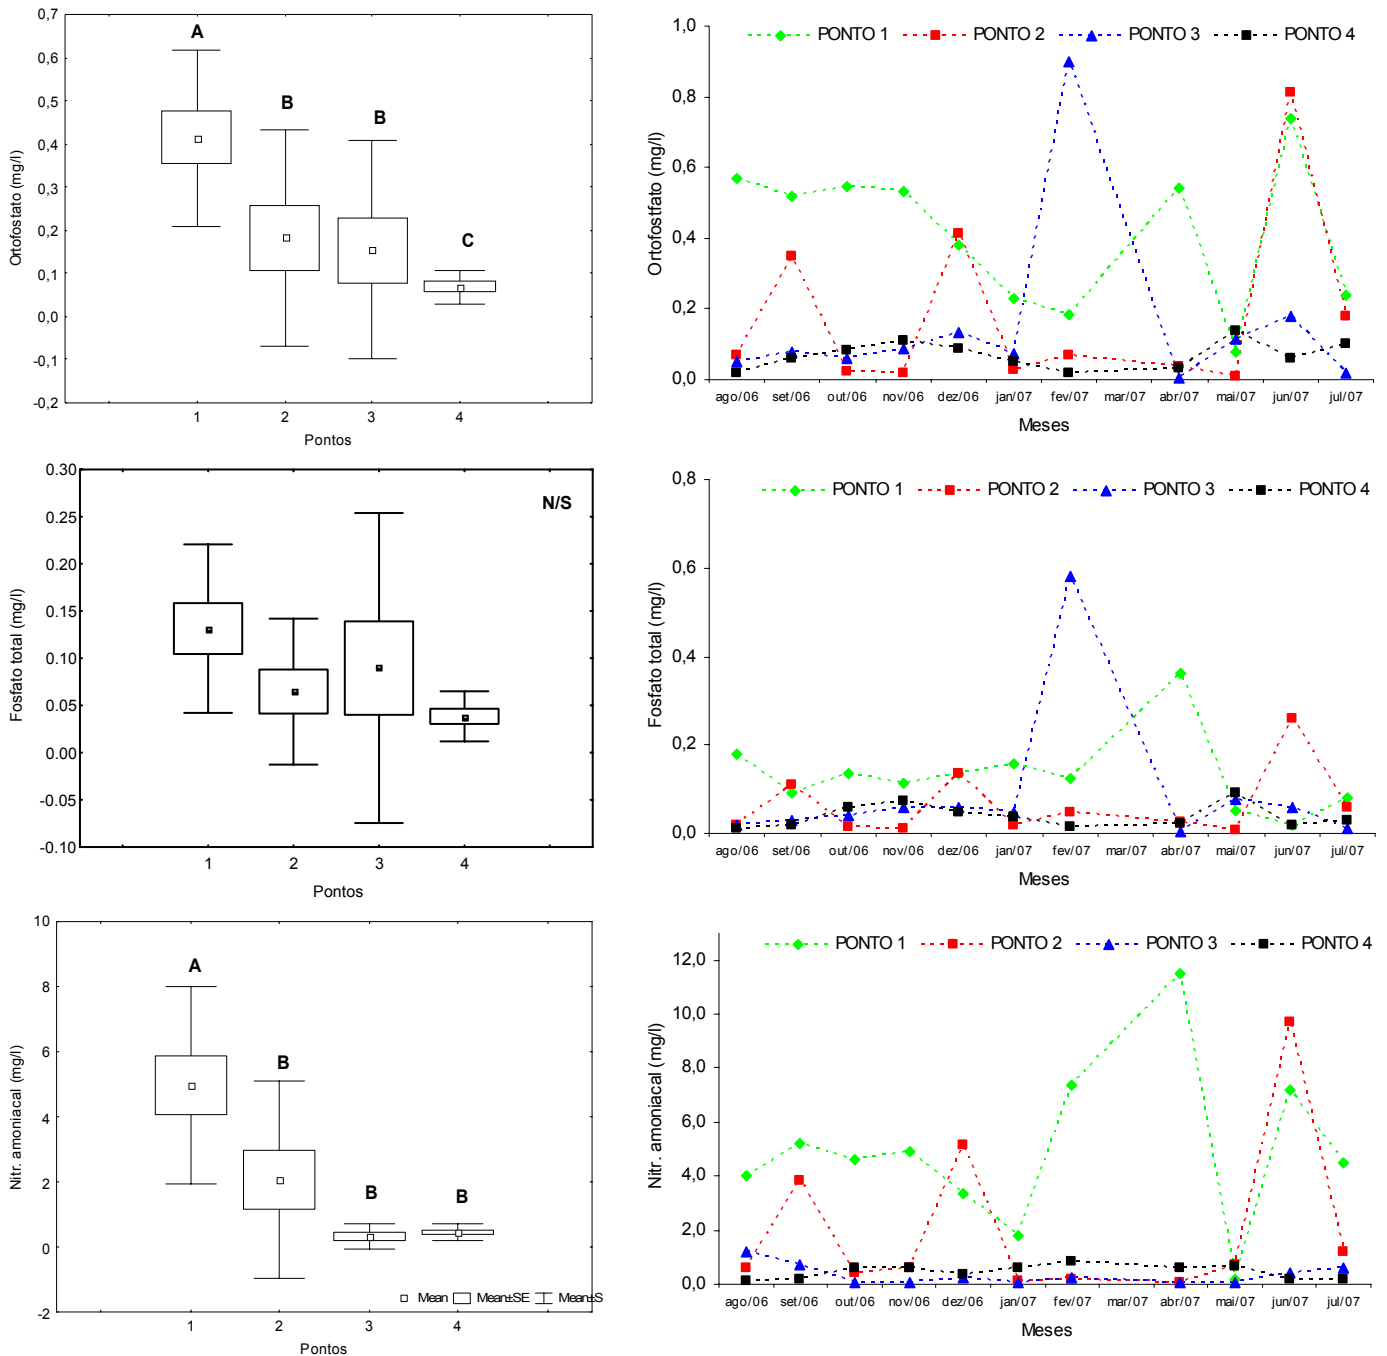 0,7
0,6
0,5
0,4
0,3
0,2
0,1
0,0
-0,1
-0,2
Ortofostato (mg/l)
A
B
B
C
1 2 3 4
Pontos
PONTO 1 PONTO 2 PONTO 3 PONTO 4
1,0
0,8
0,6
0,4
0,2
0,0
Ortofostfato (mg/l)
ago/06 set/06 out/06 nov/06 dez/06 jan/07 fev/07 mar/07 abr/07 mai/07 jun/07 jul/07
Meses
0.30
0.25
0.20
0.15
0.10
0.05
0.00
-0.05
-0.10
Fosfato total (mg/l)
N/S
1 2 3 4
Pontos
PONTO 1 PONTO 2 PONTO 3 PONTO 4
0,8
0,6
0,4
0,2
0,0
Fosfato total (mg/l)
ago/06 set/06 out/06 nov/06 dez/06 jan/07 fev/07 mar/07 abr/07 mai/07 jun/07 jul/07
Meses
10
8
6
4
2
0
-2
Nitr. amoniacal (mg/l)
A
B
B
B
Mean Mean±SE Mean±S
1 2 3 4
Pontos
PONTO 1 PONTO 2 PONTO 3 PONTO 4
12,0
10,0
8,0
6,0
4,0
2,0
0,0
Nitr. amoniacal (mg/l)
ago/06 set/06 out/06 nov/06 dez/06 jan/07 fev/07 mar/07 abr/07 mai/07 jun/07 jul/07
Meses